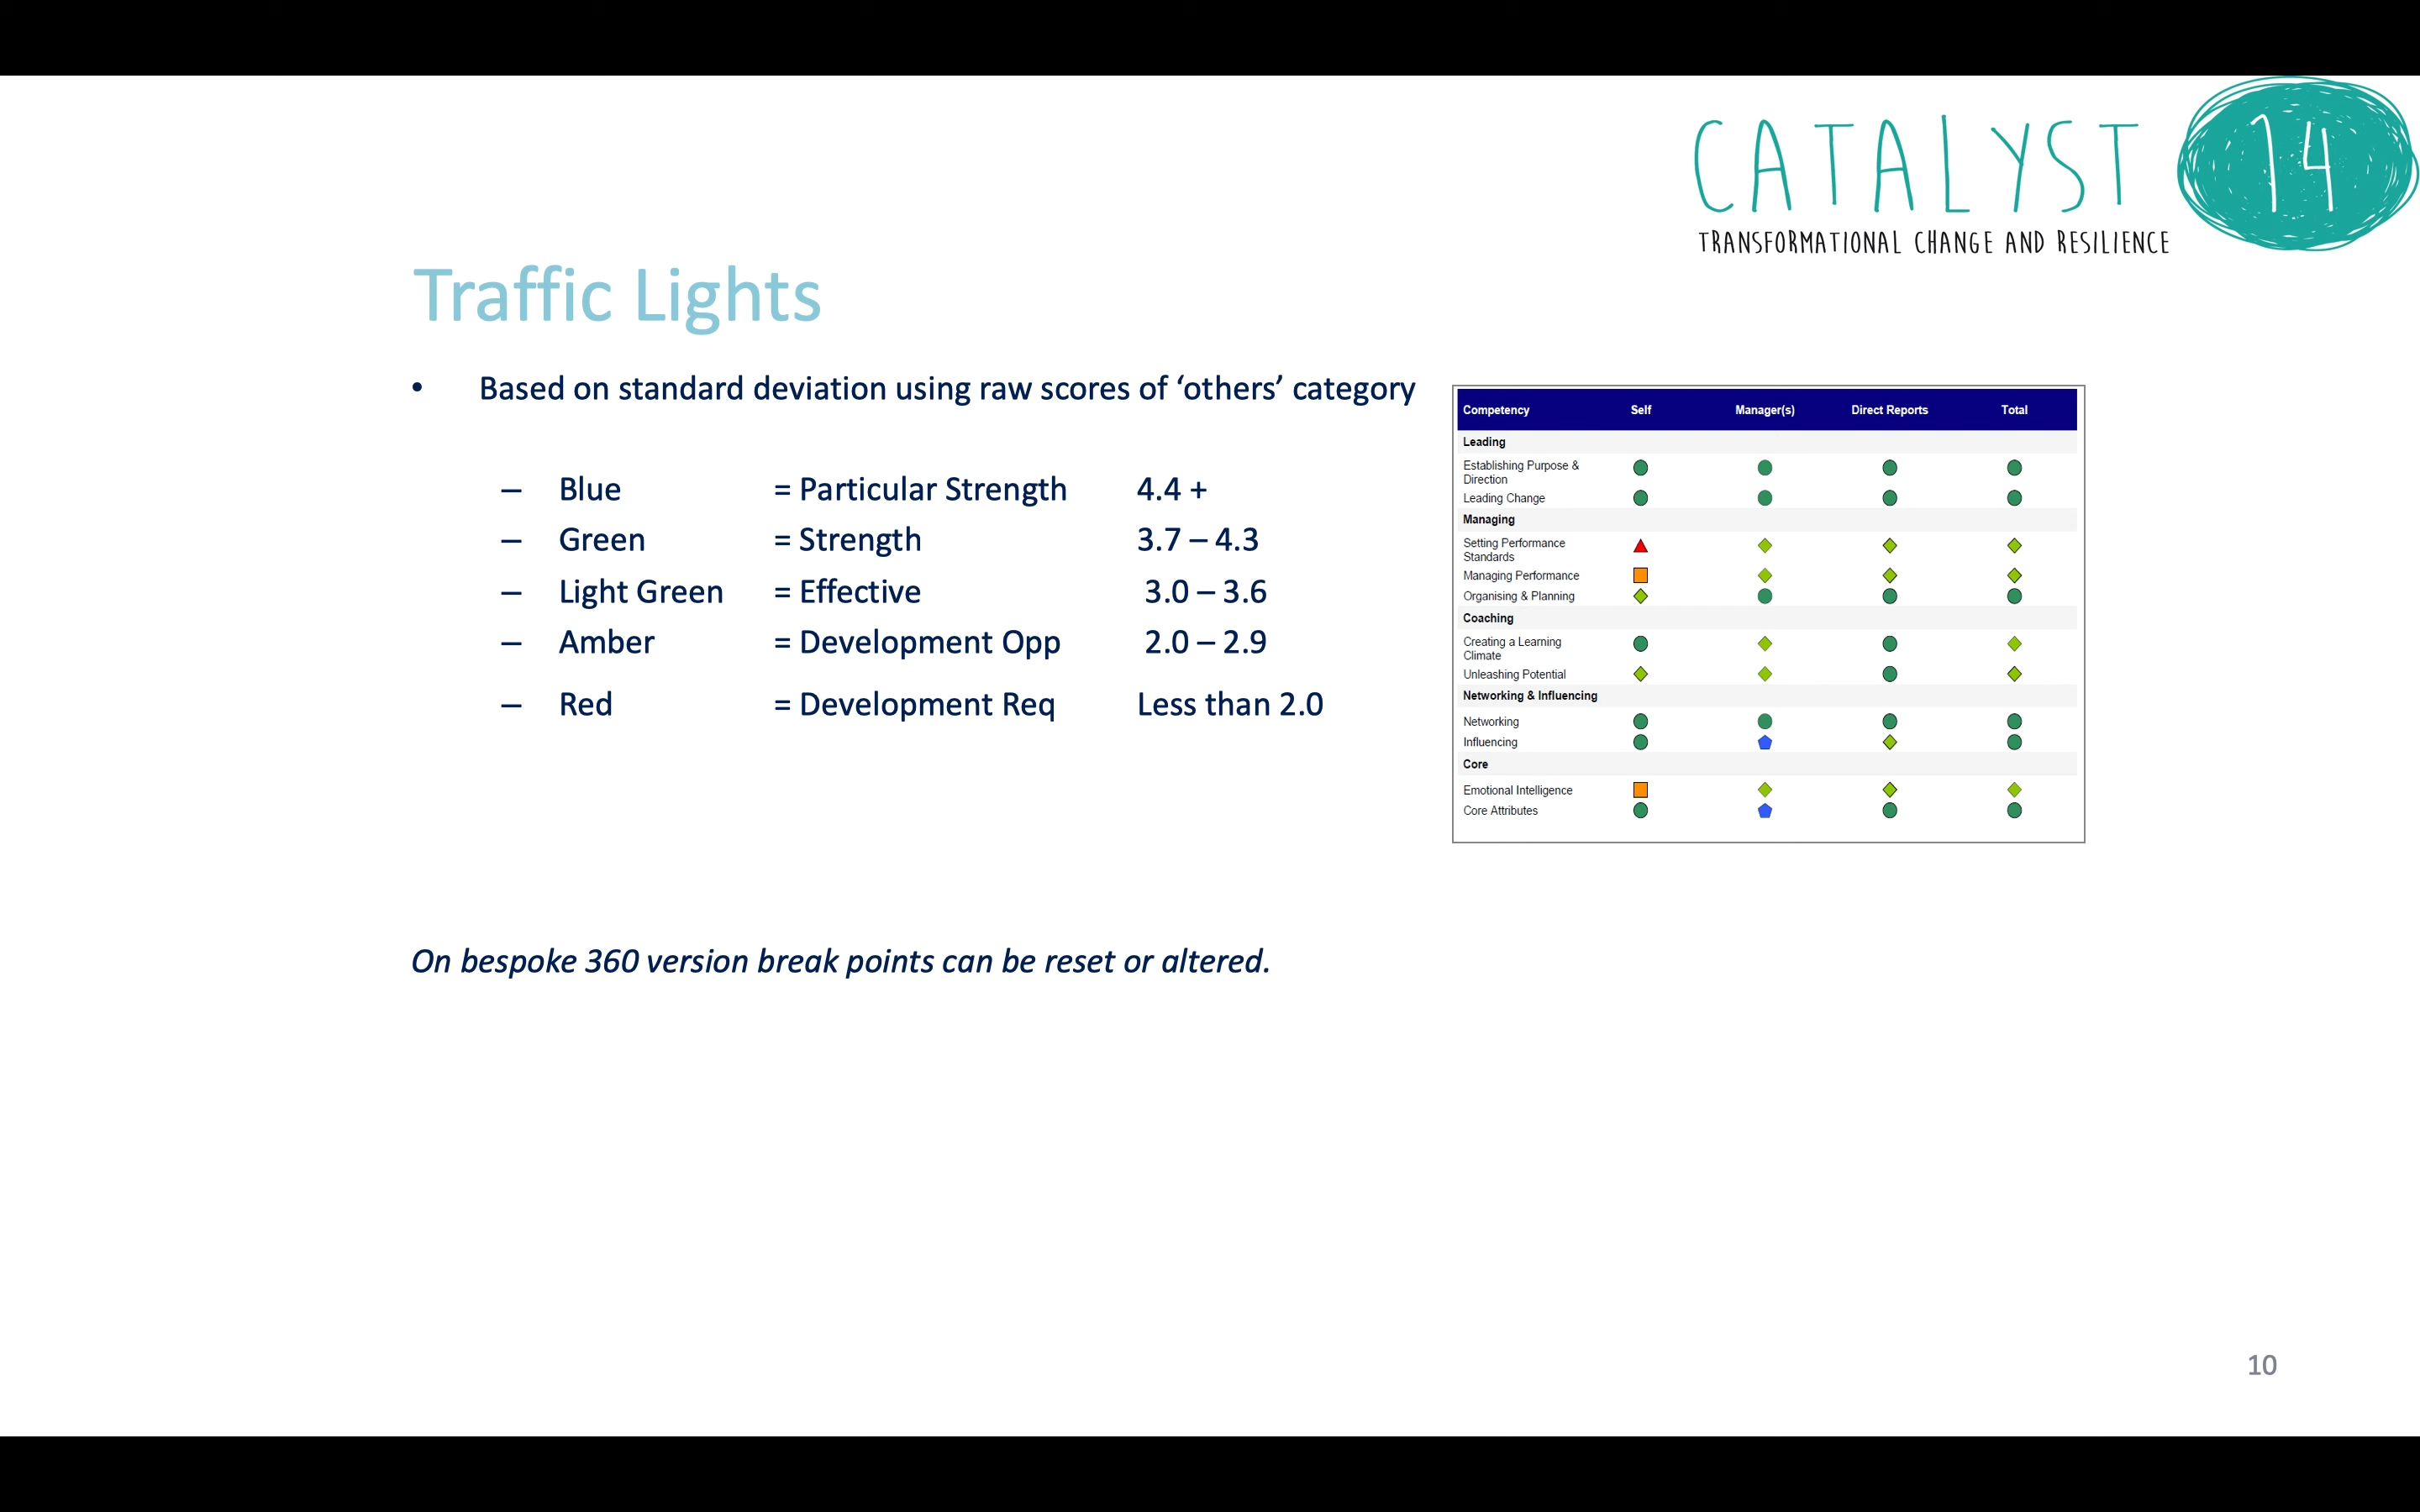 CATALYST 14
TRANSFORMATIONAL CHANGE AND RESILIENCE
Traffic Lights
• Based on standard deviation using raw scores of ‘others’ category
– Blue = Particular Strength 4.4 +
– Green = Strength 3.7 – 4.3
– Light Green = Effective 3.0 – 3.6
– Amber = Development Opp 2.0 – 2.9
– Red = Development Req Less than 2.0
Competency Self Manager(s) Direct Reports Total
Leading
Establishing Purpose &
Direction
Leading Change
Managing
Setting Performance
Standards
Managing Performance
Organising & Planning
Coaching
Creating a Learning
Climate
Unleashing Potential
Networking & Influencing
Networking
Influencing
Core
Emotional Intelligence
Core Attributes
On bespoke 360 version break points can be reset or altered.
10